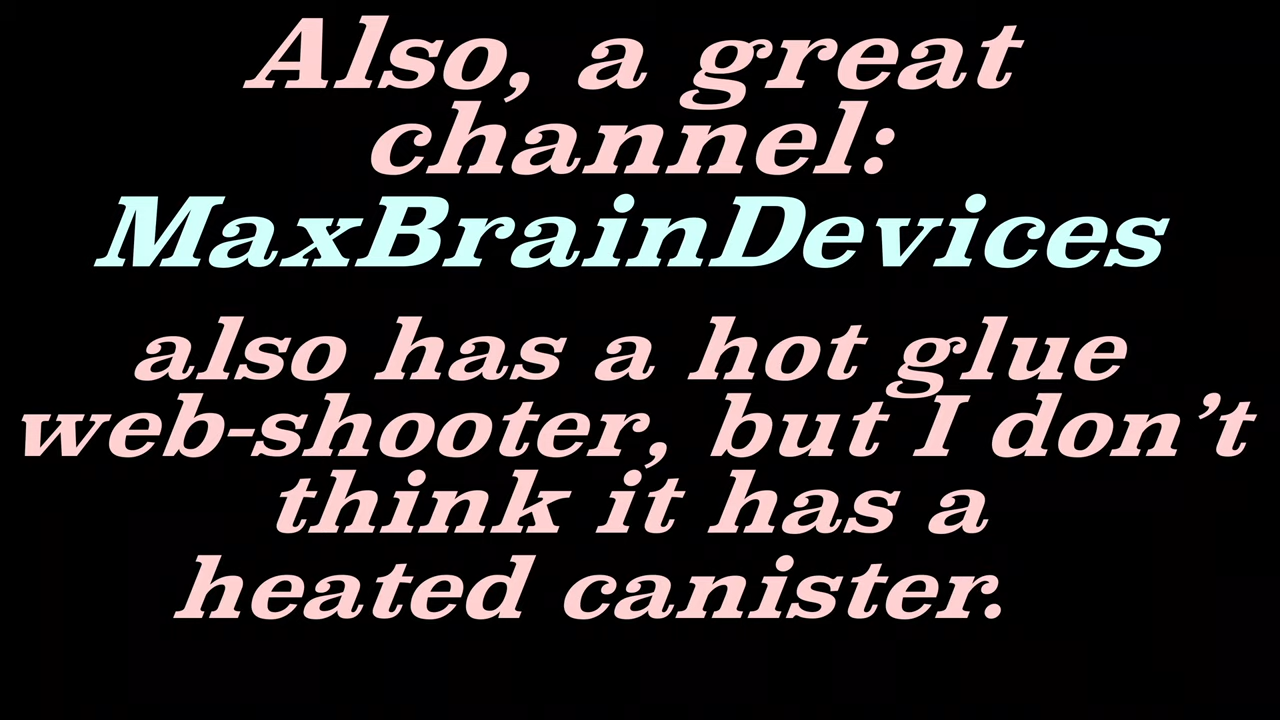 Also, a great
channel:
MaxBrainDevices
also has a hot glue
web-shooter, but I don’t
think it has a
heated canister.